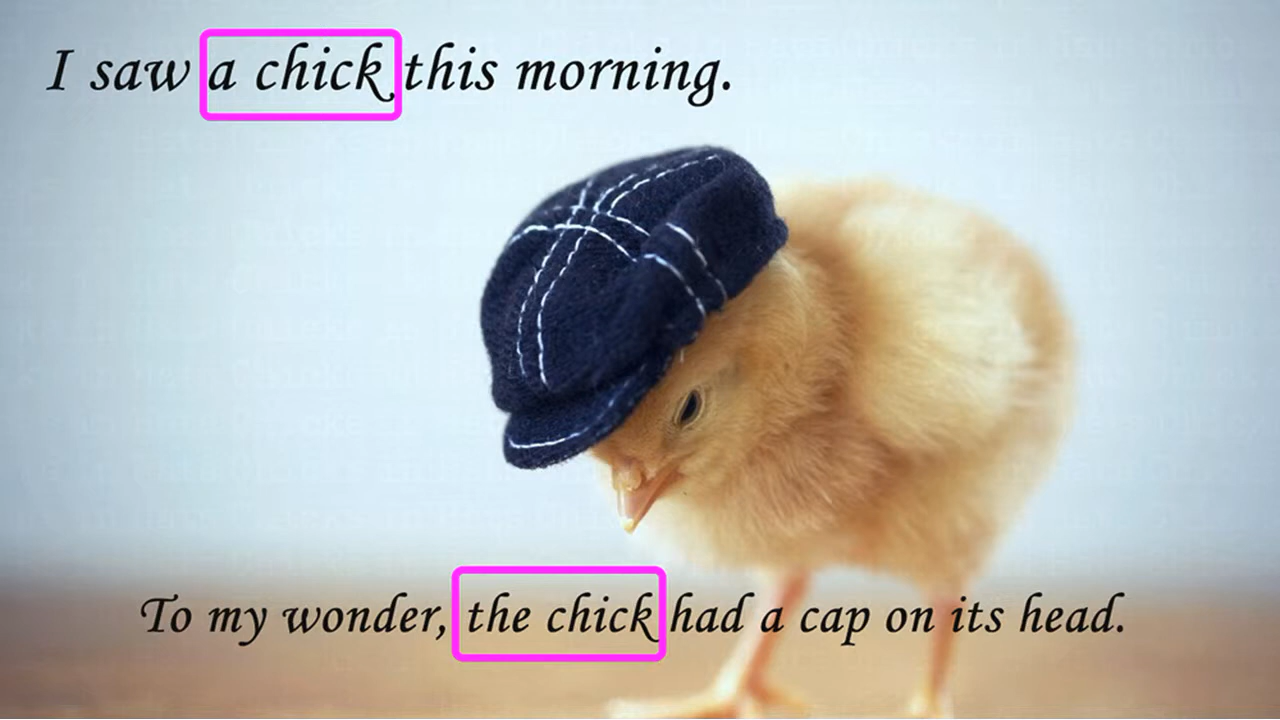 I saw a chick this morning.
To my wonder, the chick had a cap on its head.